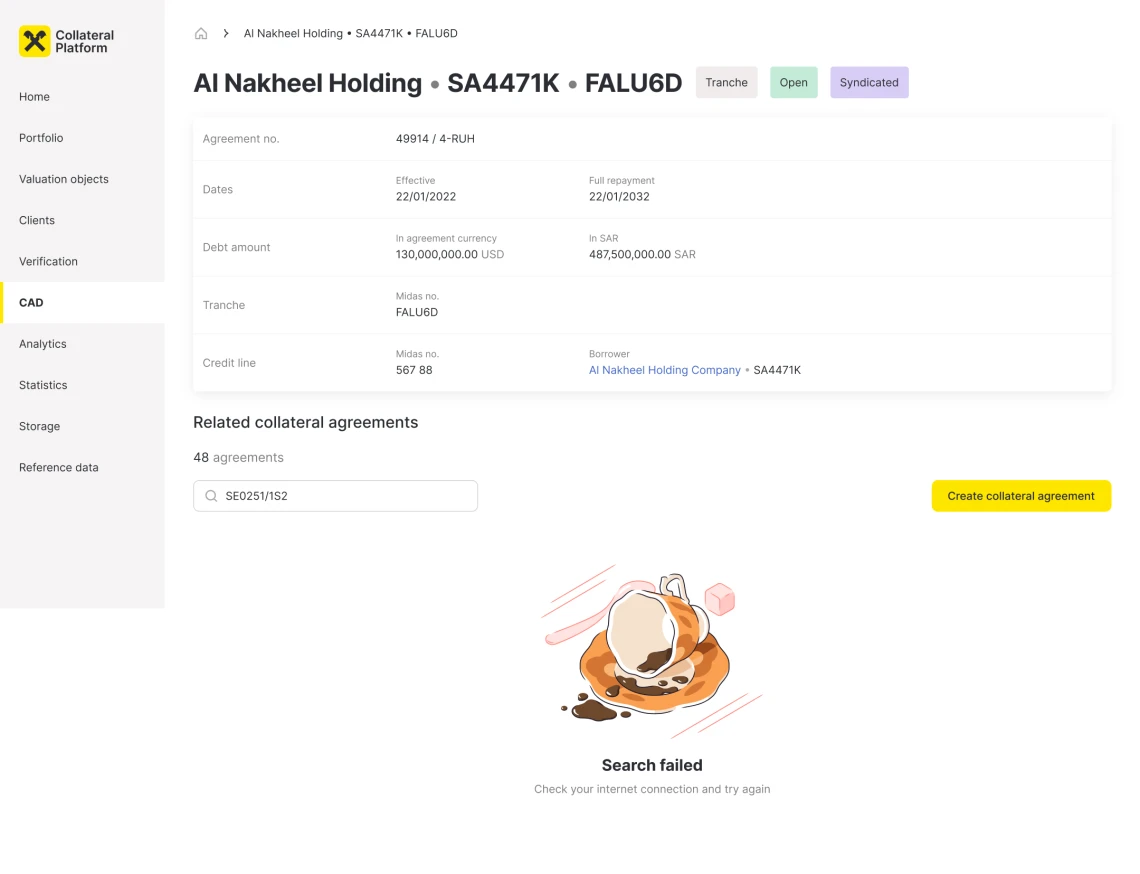 Collateral
Platform
Home
Portfolio
Valuation objects
Clients
Verification
CAD
Analytics
Statistics
Storage
Reference data
Al Nakheel Holding • SA4471K • FALU6D
Al Nakheel Holding • SA4471K • FALU6D
Tranche
Open
Syndicated
Agreement no.
49914 / 4-RUH
Dates
Effective
22/01/2022
Full repayment
22/01/2032
Debt amount
In agreement currency
130,000,000.00 USD
In SAR
487,500,000.00 SAR
Tranche
Midas no.
FALU6D
Credit line
Midas no.
567 88
Borrower
Al Nakheel Holding Company • SA4471K
Related collateral agreements
48 agreements
SE0251/1S2
Create collateral agreement
Search failed
Check your internet connection and try again